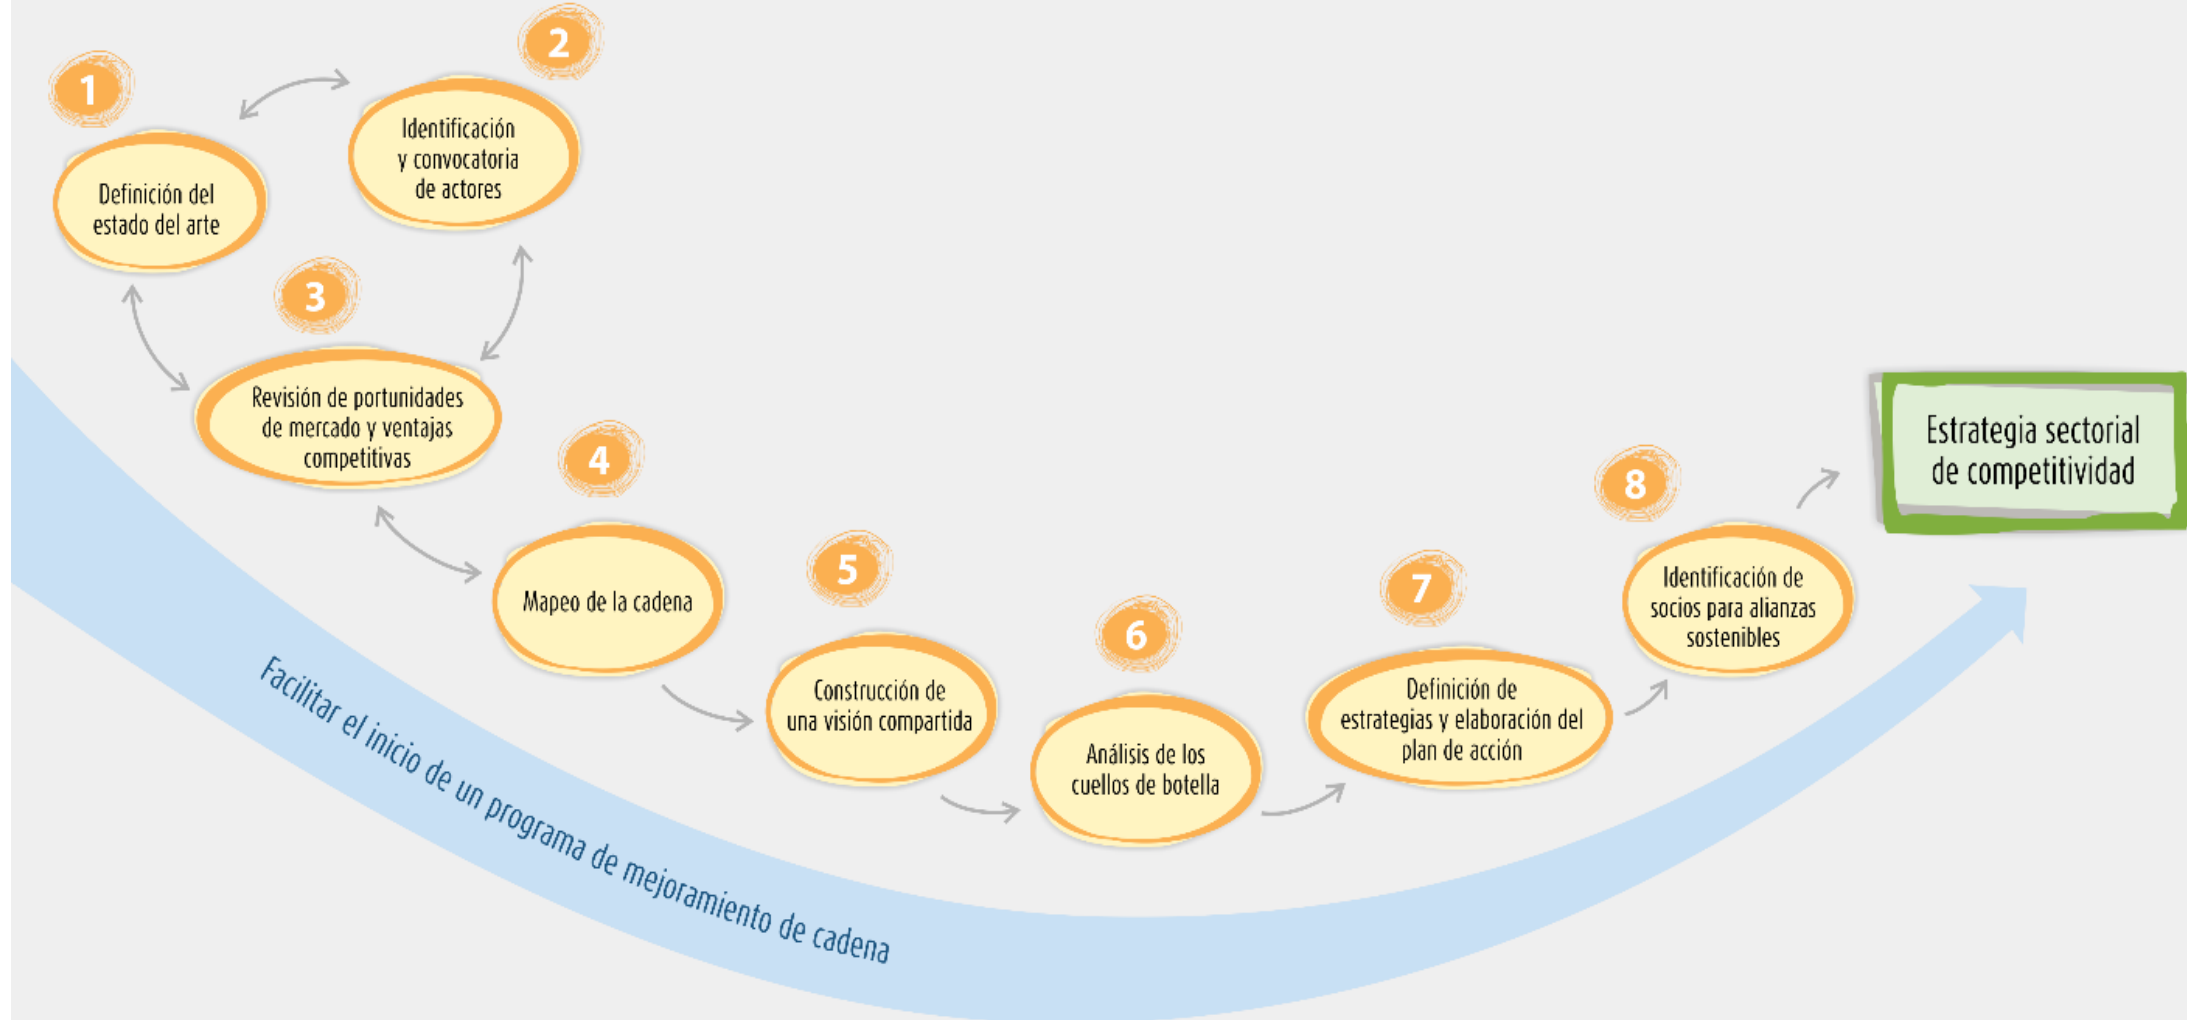 1
Definición del
estado del arte
2
Identificación
y convocatoria
de actores
3
Revisión de portunidades
de mercado y ventajas
competitivas
4
Mapeo de la cadena
5
Construcción de
una visión compartida
6
Análisis de los
cuellos de botella
7
Definición de
estrategias y elaboración del
plan de acción
8
Identificación de
socios para alianzas
sostenibles
Estrategia sectorial
de competitividad
Facilitar el inicio de un programa de mejoramiento de cadena